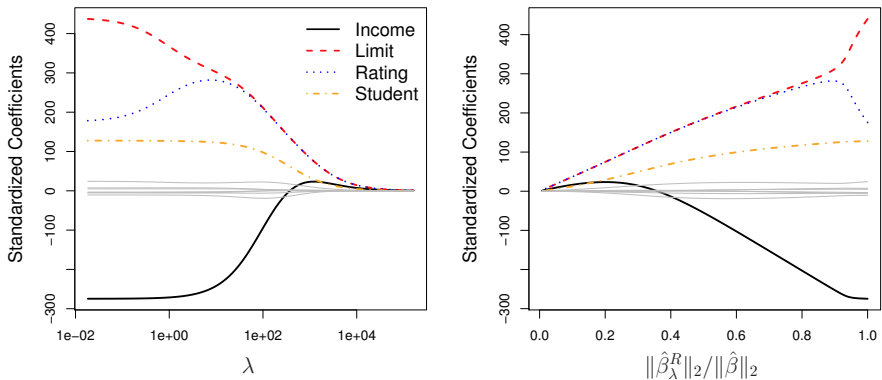 Standardized Coefficients
400
300
200
100
0
-100
-300
1e-02 1e+00 1e+02 1e+04
λ
Income
Limit
Rating
Student
Standardized Coefficients
400
300
200
100
0
-100
-300
0.0 0.2 0.4 0.6 0.8 1.0
‖β̂λᴿ‖₂/‖β̂‖₂